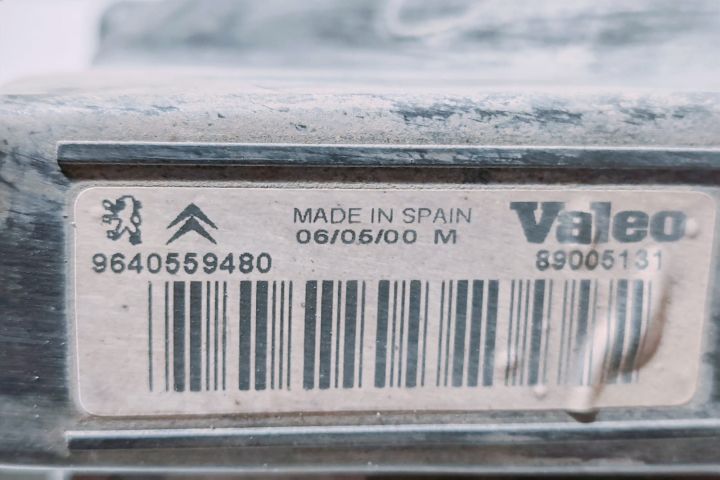 MADE IN SPAIN
06/05/00 M
Valeo
9640559480
89005131